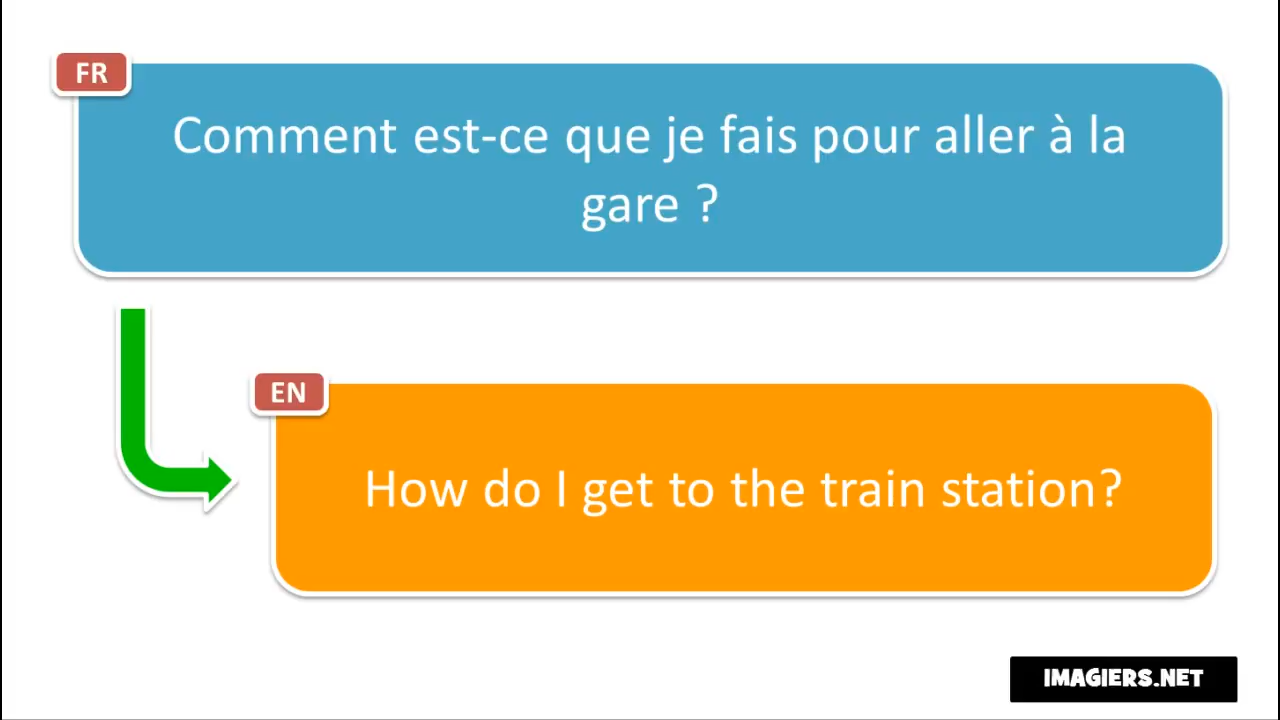 FR
Comment est-ce que je fais pour aller à la
gare ?
EN
How do I get to the train station?
IMAGIERS.NET